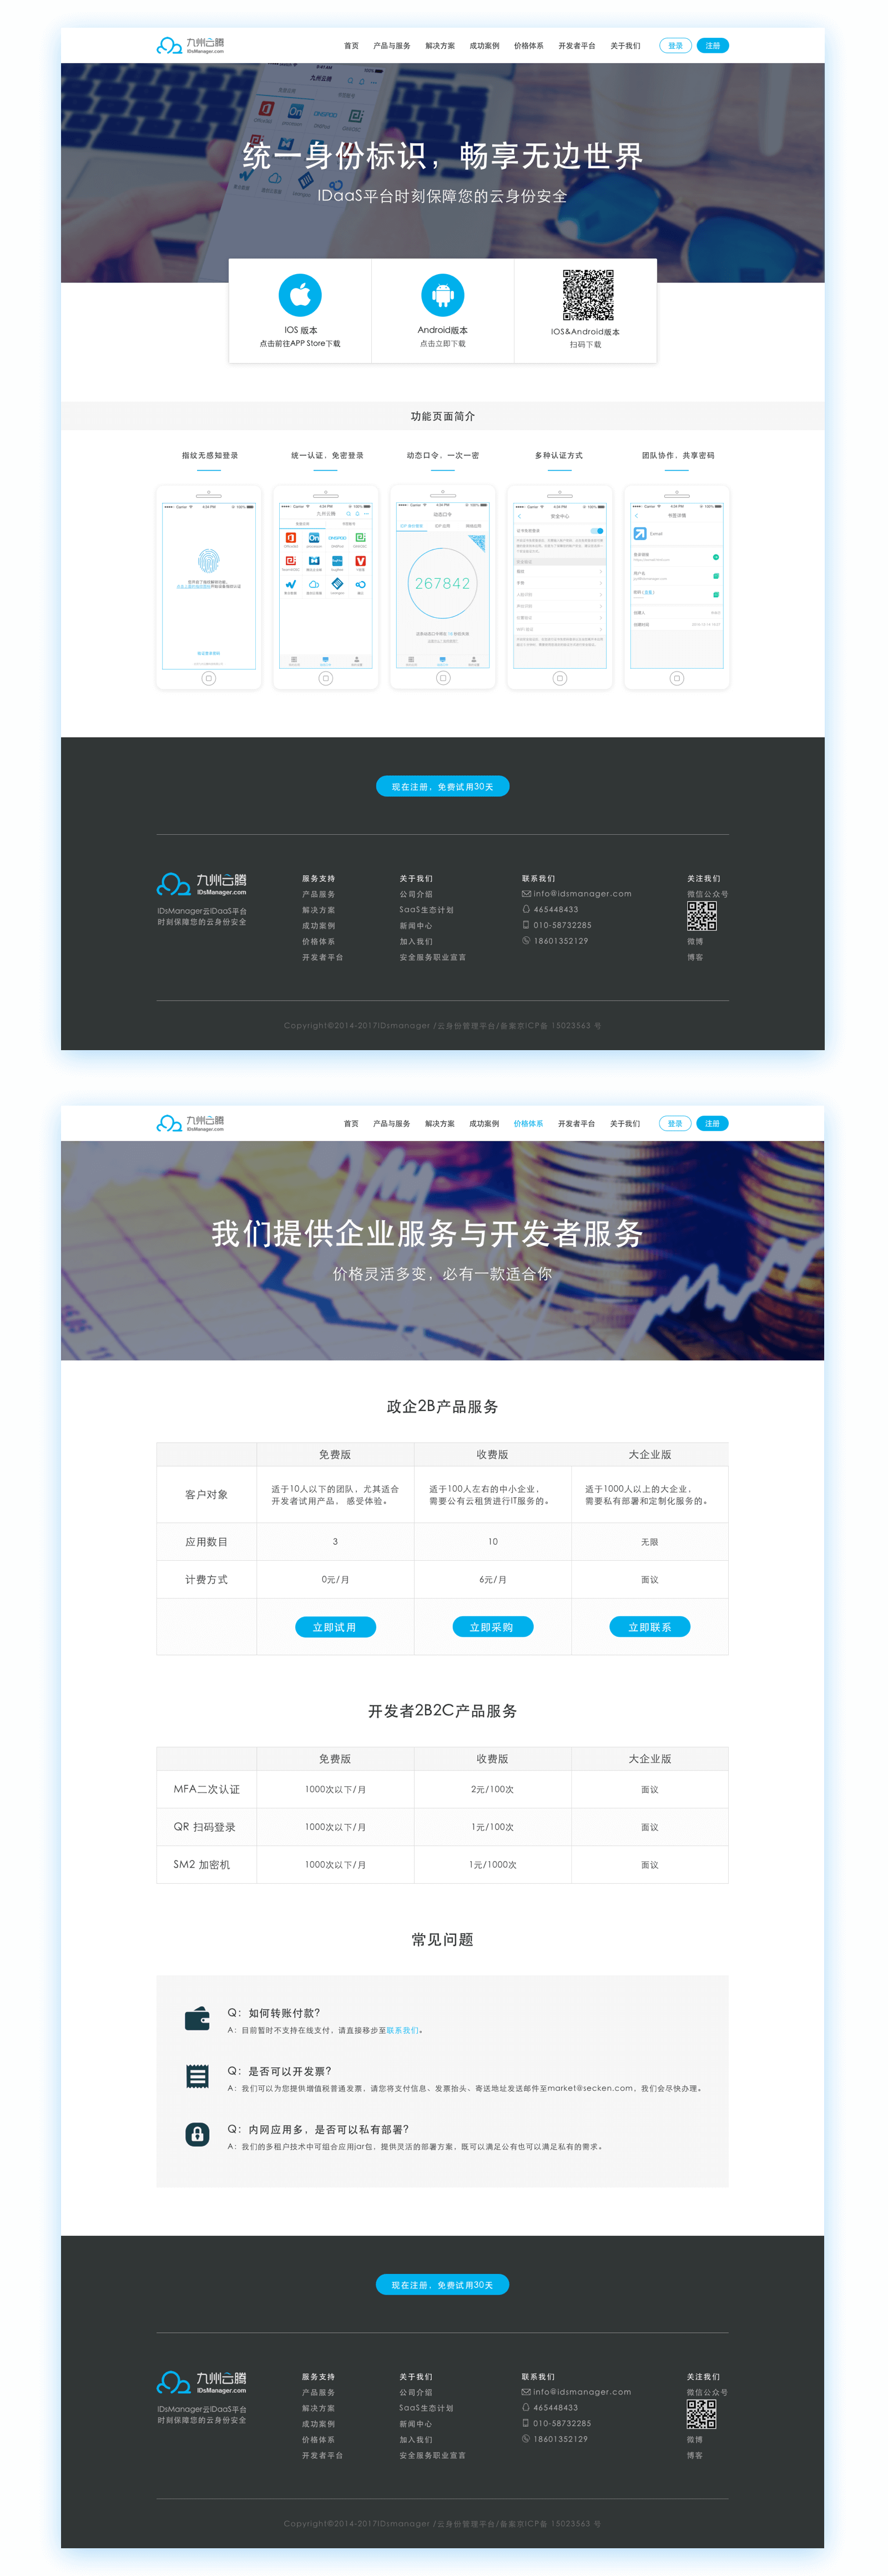 九州云腾
IDsManager.com
首页 产品与服务 解决方案 成功案例 价格体系 开发者平台 关于我们 登录 注册
统一身份标识，畅享无边世界
IDaaS平台时刻保障您的云身份安全
IOS 版本
点击前往APP Store下载
Android版本
点击立即下载
IOS&Android版本
扫码下载
功能页面简介
指纹无感知登录
统一认证，免密登录
动态口令，一次一密
多种认证方式
团队协作，共享密码
九州云腾
动态口令
267842
安全中心
Carrier 4:34 PM 100%
现在注册，免费试用30天
九州云腾
IDsManager.com
IDsManager云IDaaS平台
时刻保障您的云身份安全
服务支持
产品服务
解决方案
成功案例
价格体系
开发者平台
关于我们
公司介绍
SaaS生态计划
新闻中心
加入我们
安全服务职业宣言
联系我们
info@idsmanager.com
465448433
010-58732285
18601352129
关注我们
微信公众号
微博
博客
Copyright©2014-2017IDsmanager /云身份管理平台/备案京ICP备 15023563 号
九州云腾
IDsManager.com
首页 产品与服务 解决方案 成功案例 价格体系 开发者平台 关于我们 登录 注册
我们提供企业服务与开发者服务
价格灵活多变，必有一款适合你
政企2B产品服务
免费版 收费版 大企业版
客户对象
适于10人以下的团队，尤其适合
开发者试用产品， 感受体验。
适于100人左右的中小企业，
需要公有云租赁进行IT服务的。
适于1000人以上的大企业，
需要私有部署和定制化服务的。
应用数目 3 10 无限
计费方式 0元/月 6元/月 面议
立即试用 立即采购 立即联系
开发者2B2C产品服务
免费版 收费版 大企业版
MFA二次认证 1000次以下/月 2元/100次 面议
QR 扫码登录 1000次以下/月 1元/100次 面议
SM2 加密机 1000次以下/月 1元/1000次 面议
常见问题
Q：如何转账付款?
A：目前暂时不支持在线支付，请直接移步至联系我们。
Q：是否可以开发票?
A：我们可以为您提供增值税普通发票，请您将支付信息、发票抬头、寄送地址发送邮件至market@secken.com，我们会尽快办理。
Q：内网应用多，是否可以私有部署?
A：我们的多租户技术中可组合应用jar包，提供灵活的部署方案，既可以满足公有也可以满足私有的需求。
现在注册，免费试用30天
九州云腾
IDsManager.com
IDsManager云IDaaS平台
时刻保障您的云身份安全
服务支持
产品服务
解决方案
成功案例
价格体系
开发者平台
关于我们
公司介绍
SaaS生态计划
新闻中心
加入我们
安全服务职业宣言
联系我们
info@idsmanager.com
465448433
010-58732285
18601352129
关注我们
微信公众号
微博
博客
Copyright©2014-2017IDsmanager /云身份管理平台/备案京ICP备 15023563 号